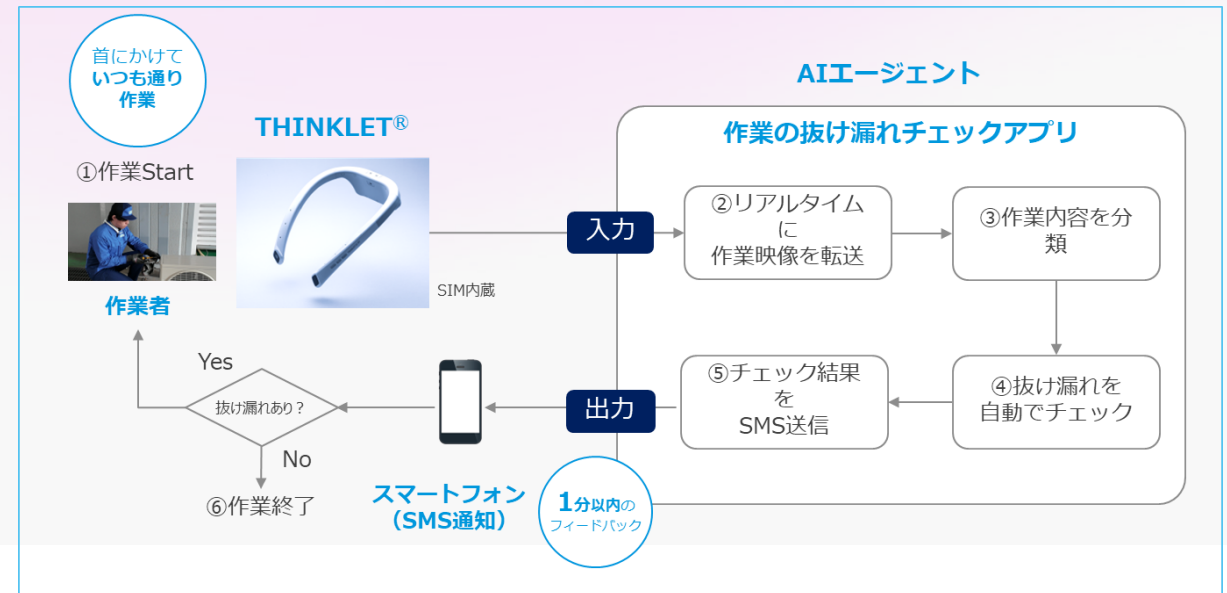 首にかけて
いつも通り
作業
①作業Start
作業者
THINKLET®
SIM内蔵
AIエージェント
作業の抜け漏れチェックアプリ
入力
②リアルタイム
に
作業映像を転送
③作業内容を分
類
④抜け漏れを
自動でチェック
⑤チェック結果
を
SMS送信
出力
1分以内の
フィードバック
スマートフォン
（SMS通知）
抜け漏れあり？
Yes
No
⑥作業終了